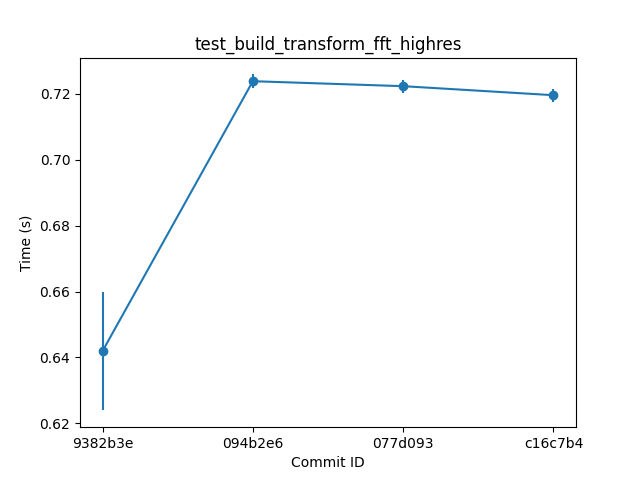 test_build_transform_fft_highres
Time (s)
0.72
0.70
0.68
0.66
0.64
0.62
9382b3e
094b2e6
077d093
c16c7b4
Commit ID